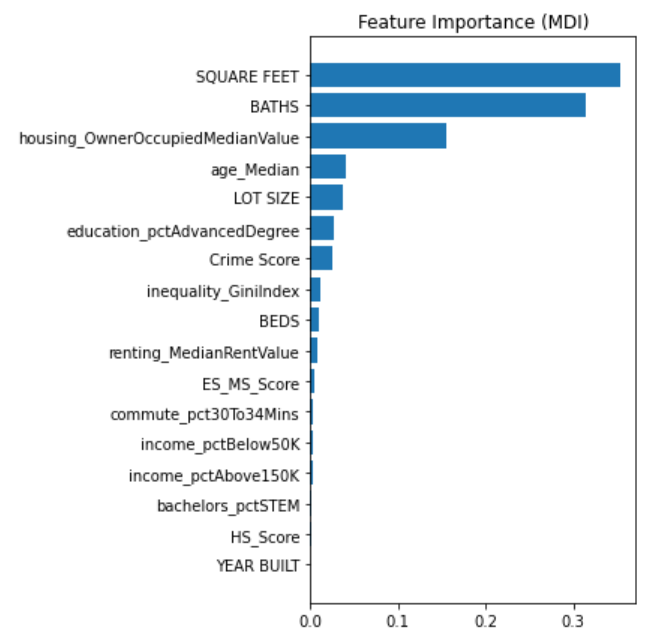 Feature Importance (MDI)
SQUARE FEET
BATHS
housing_OwnerOccupiedMedianValue
age_Median
LOT SIZE
education_pctAdvancedDegree
Crime Score
inequality_GiniIndex
BEDS
renting_MedianRentValue
ES_MS_Score
commute_pct30To34Mins
income_pctBelow50K
income_pctAbove150K
bachelors_pctSTEM
HS_Score
YEAR BUILT
0.0 0.1 0.2 0.3